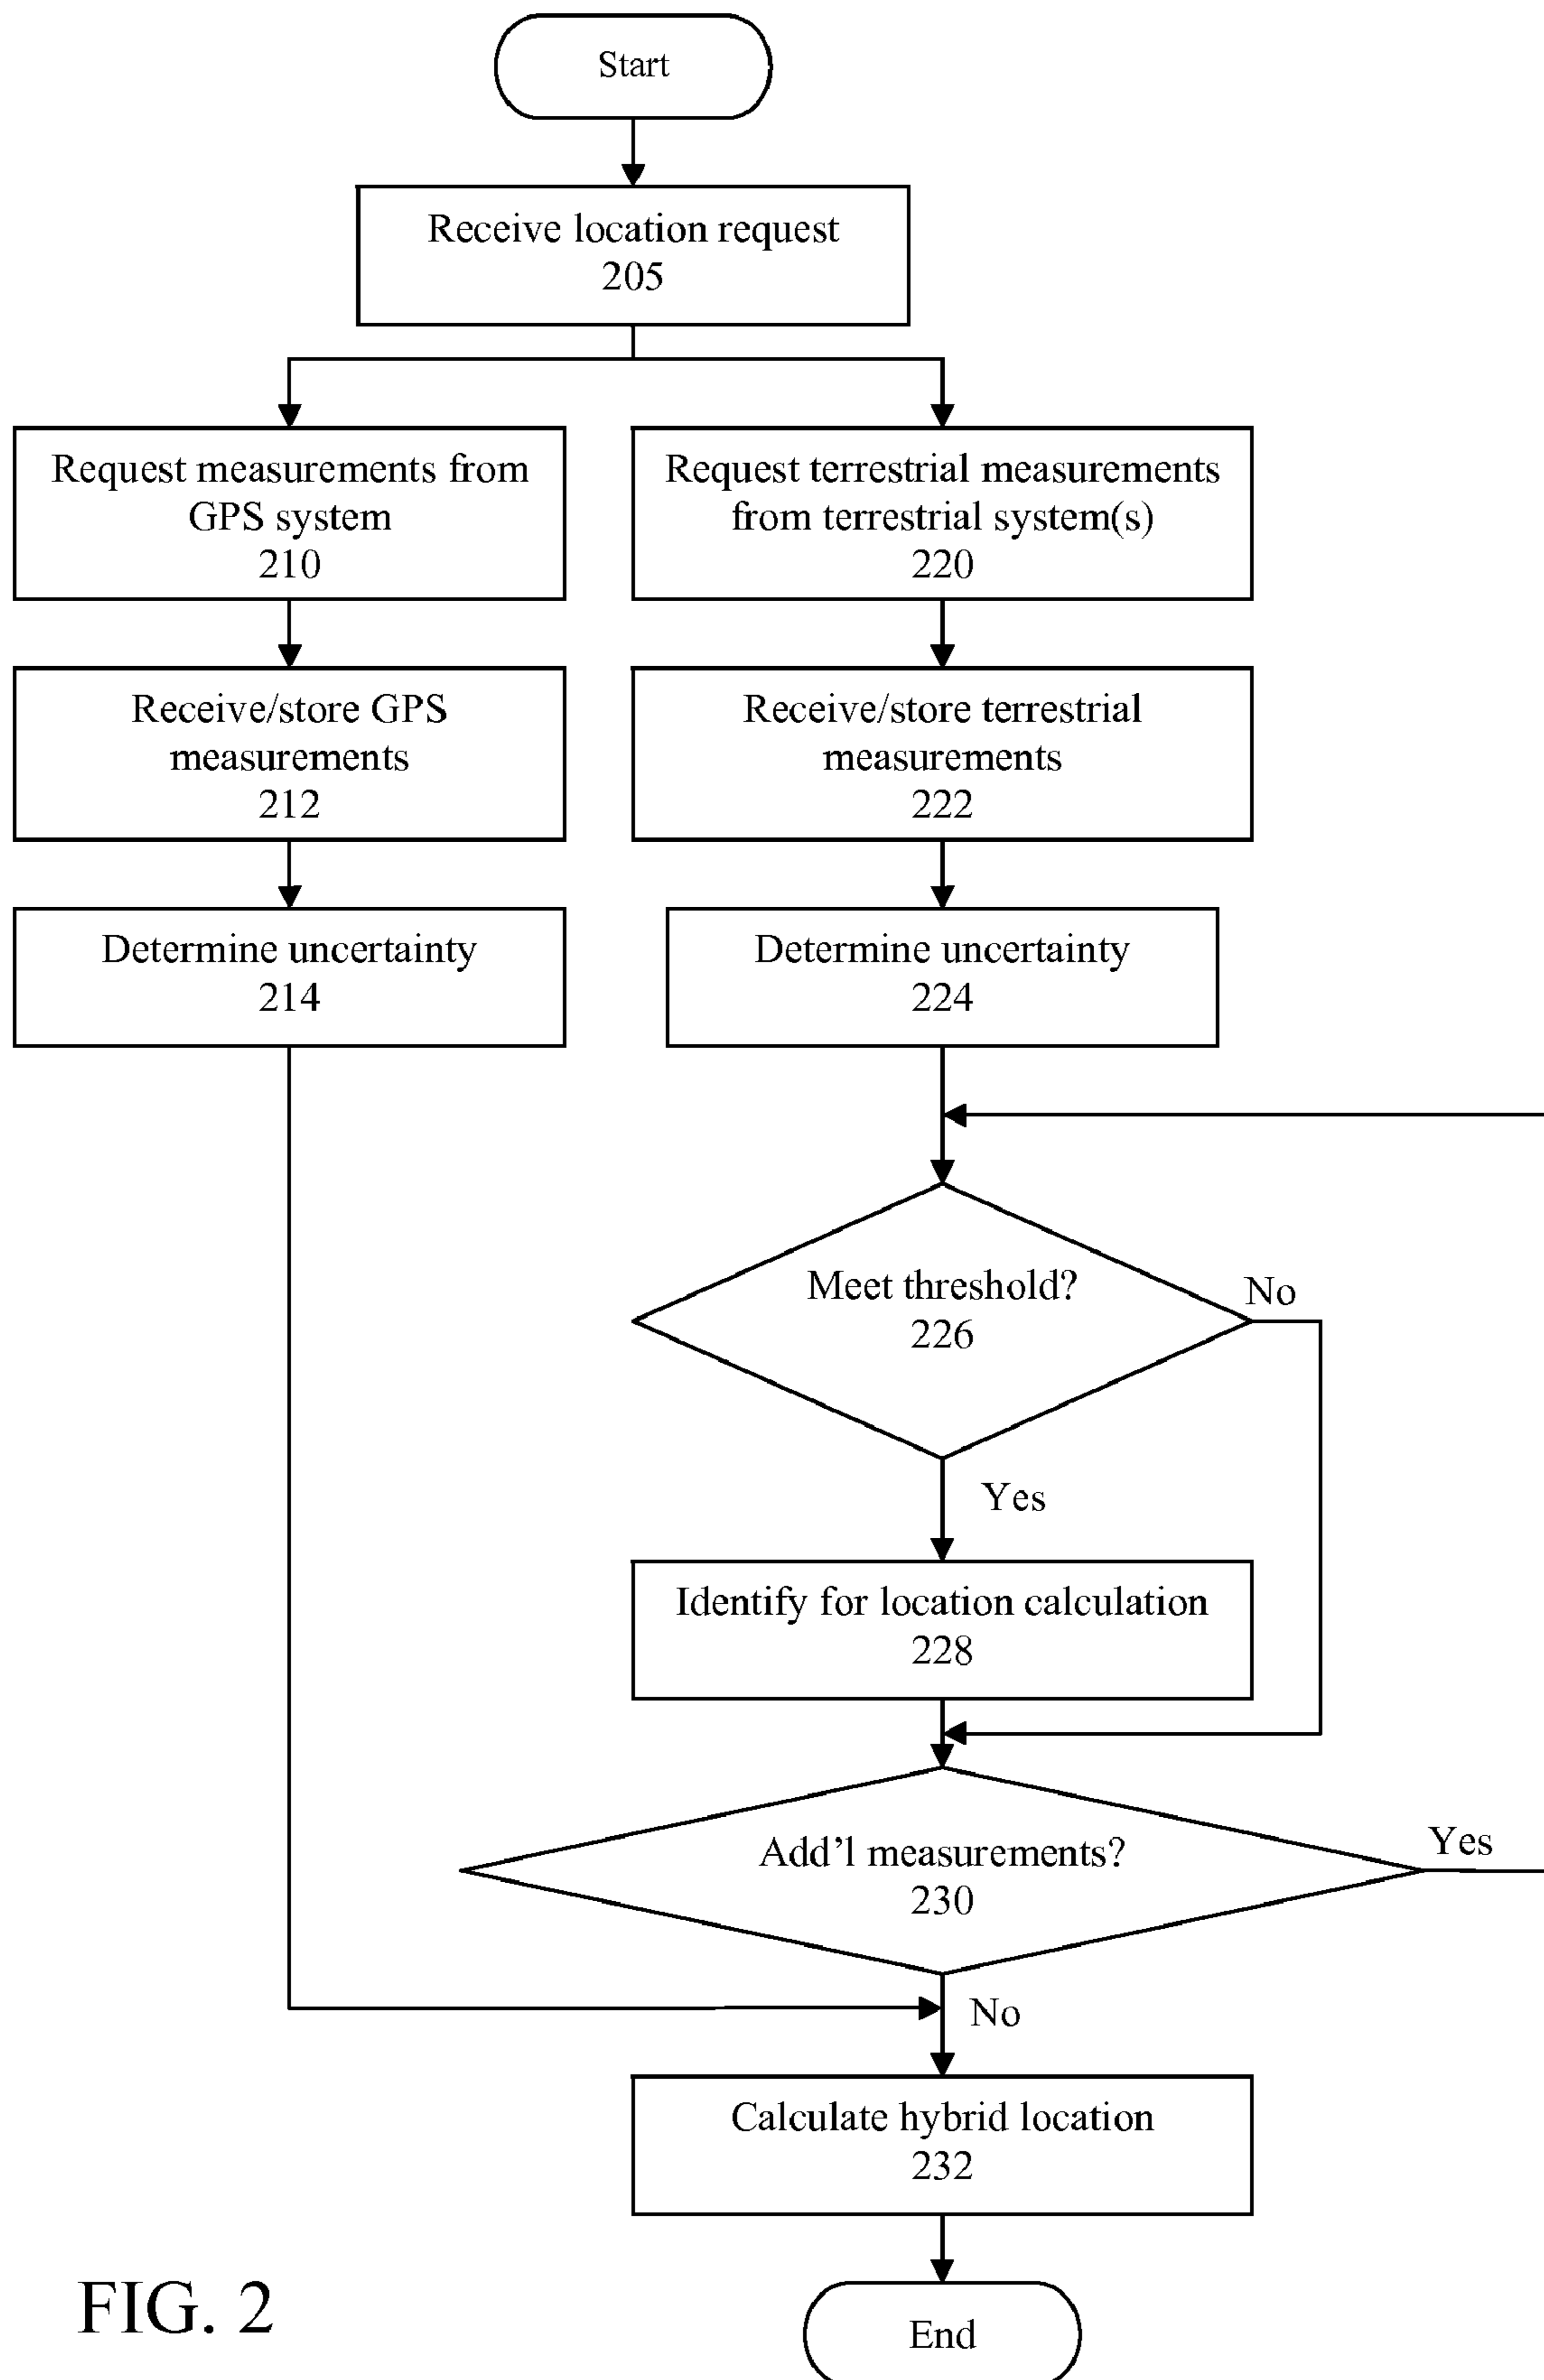 Start
Receive location request
205
Request measurements from
GPS system
210
Request terrestrial measurements
from terrestrial system(s)
220
Receive/store GPS
measurements
212
Receive/store terrestrial
measurements
222
Determine uncertainty
214
Determine uncertainty
224
Meet threshold?
226
No
Yes
Identify for location calculation
228
Add’l measurements?
230
Yes
No
Calculate hybrid location
232
End
FIG. 2